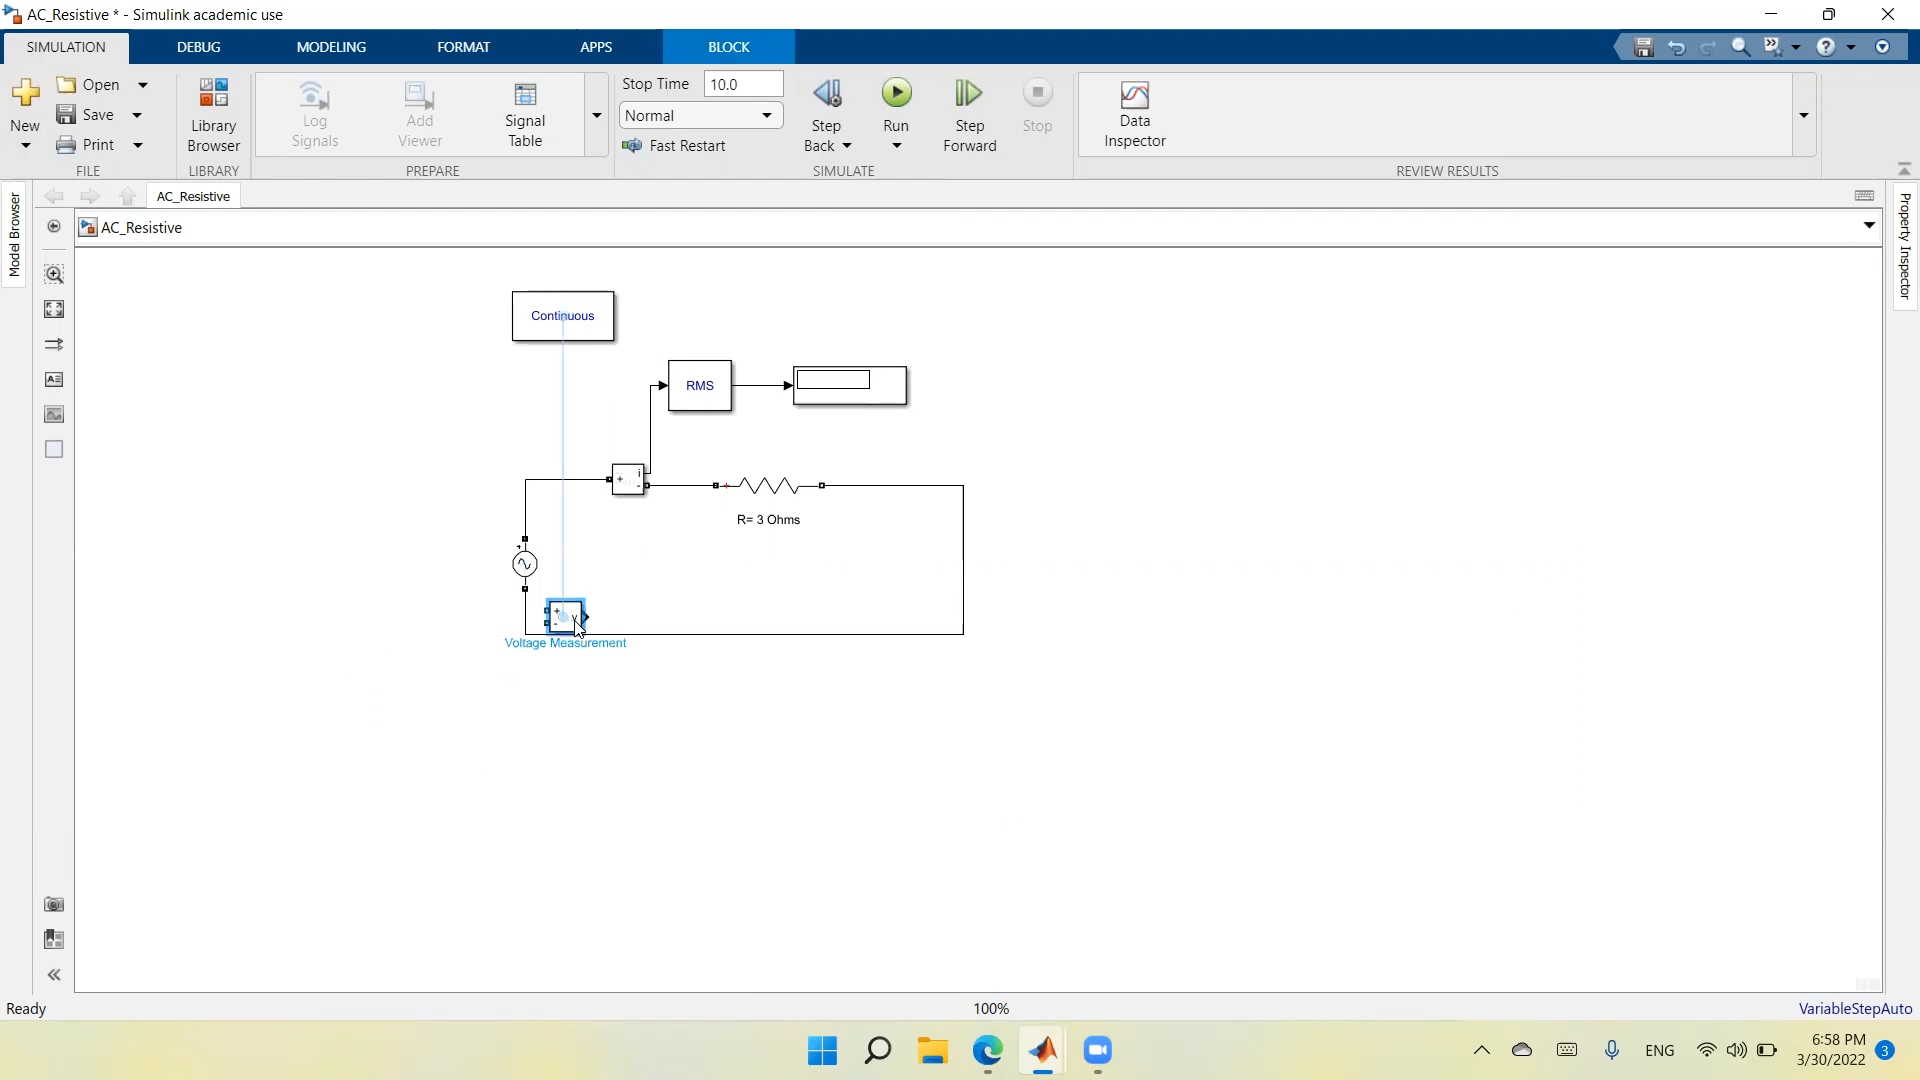 AC_Resistive * - Simulink academic use
SIMULATION DEBUG MODELING FORMAT APPS BLOCK
New
Open
Save
Print
FILE
Library
Browser
LIBRARY
Log
Signals
Add
Viewer
Signal
Table
PREPARE
Stop Time 10.0
Normal
Fast Restart
Step
Back
Run
Step
Forward
Stop
SIMULATE
Data
Inspector
REVIEW RESULTS
Model Browser
AC_Resistive
AC_Resistive
Property Inspector
Continuous
RMS
+ i
-
R= 3 Ohms
+
+ v
-
Voltage Measurement
Ready
100%
VariableStepAuto
ENG
6:58 PM
3/30/2022
3